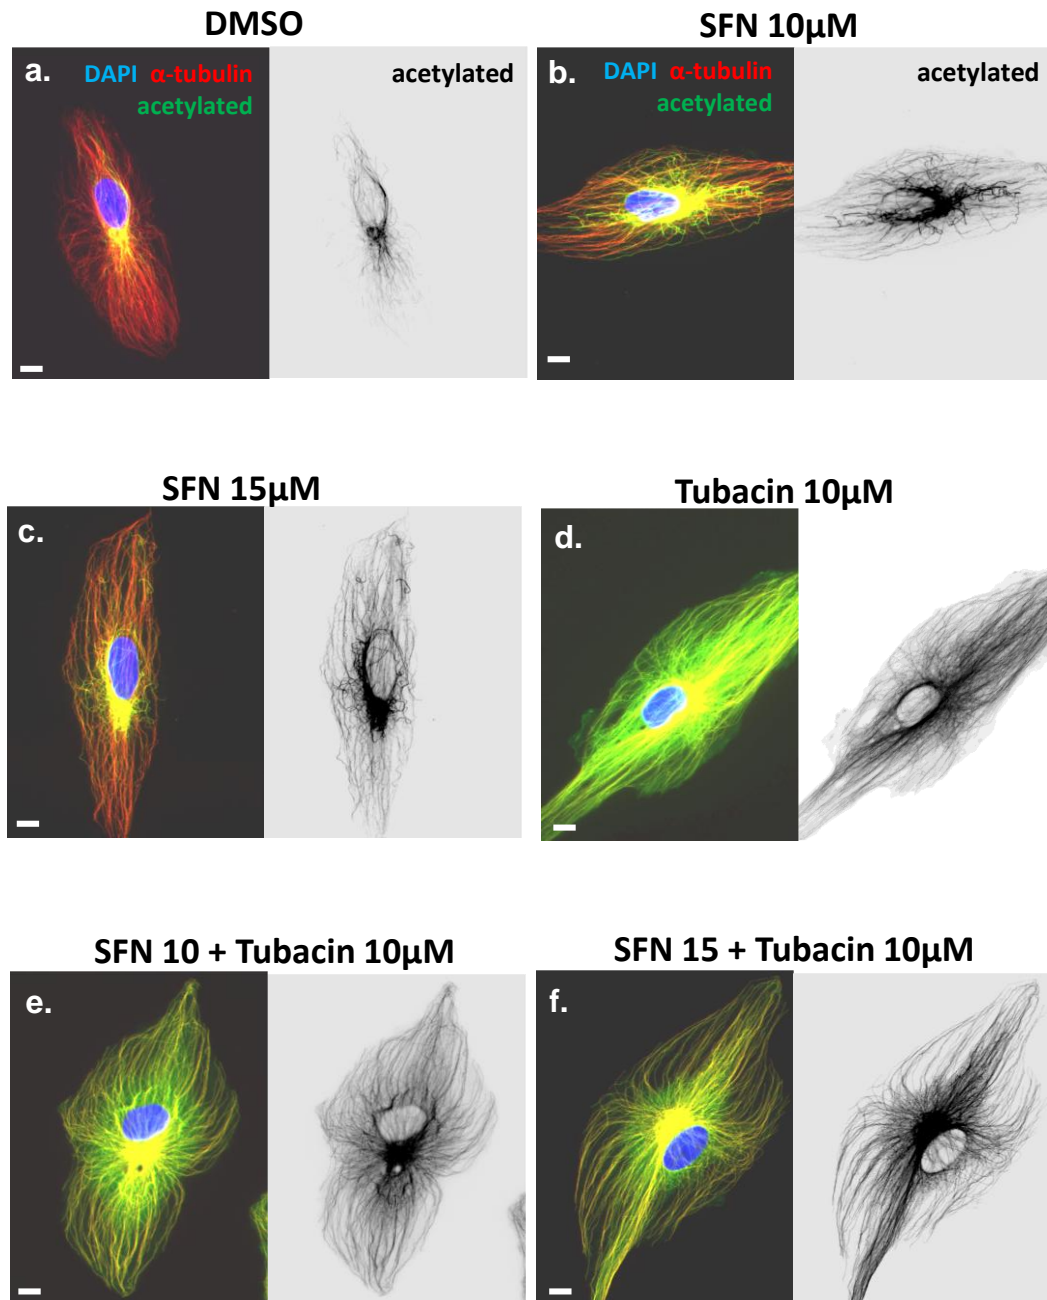 DMSO
SFN 10μM
a.
DAPI α-tubulin
acetylated
acetylated
b.
DAPI α-tubulin
acetylated
acetylated
SFN 15μM
Tubacin 10μM
c.
d.
SFN 10 + Tubacin 10μM
SFN 15 + Tubacin 10μM
e.
f.